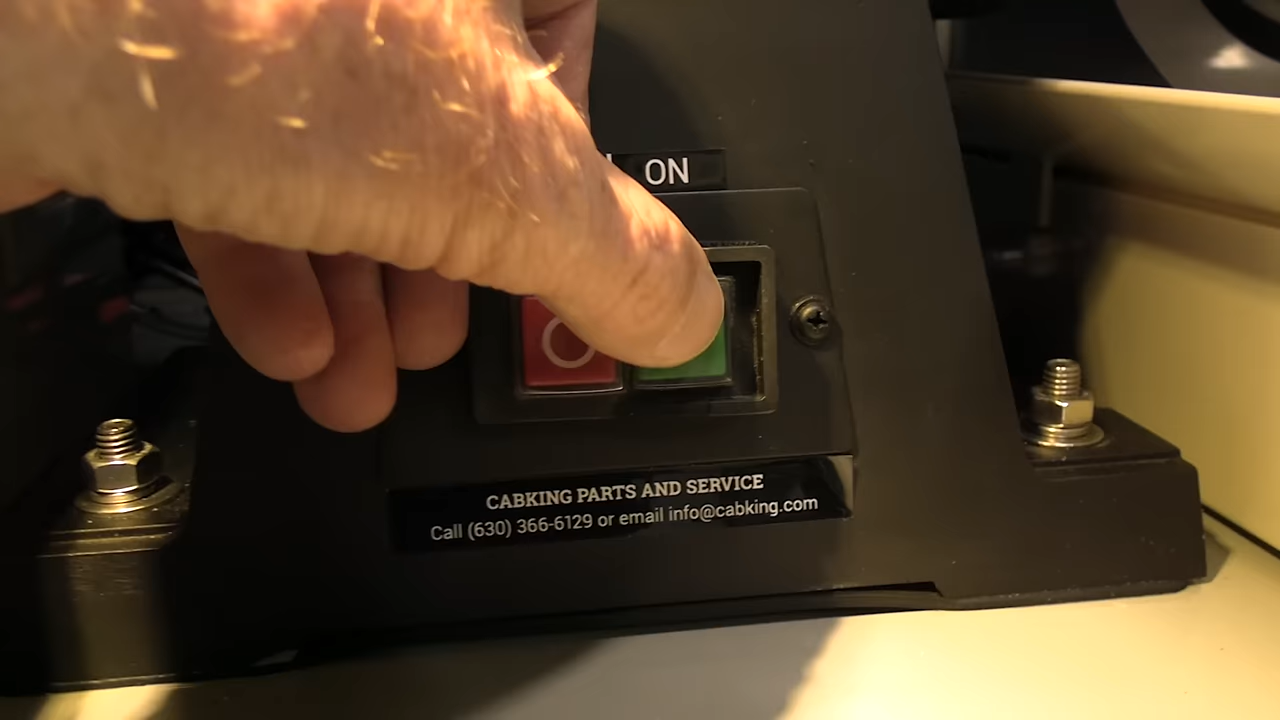 ON
CABKING PARTS AND SERVICE
Call (630) 366-6129 or email info@cabking.com